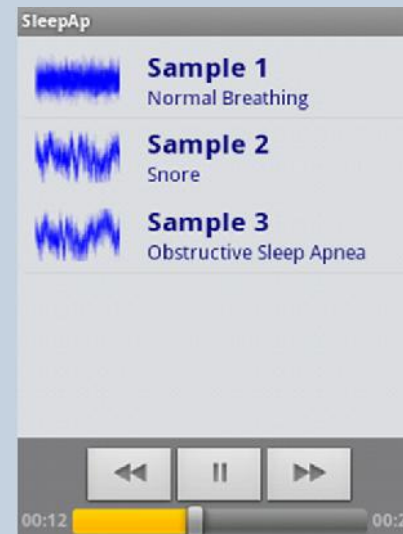 SleepAp
Sample 1
Normal Breathing
Sample 2
Snore
Sample 3
Obstructive Sleep Apnea
00:12